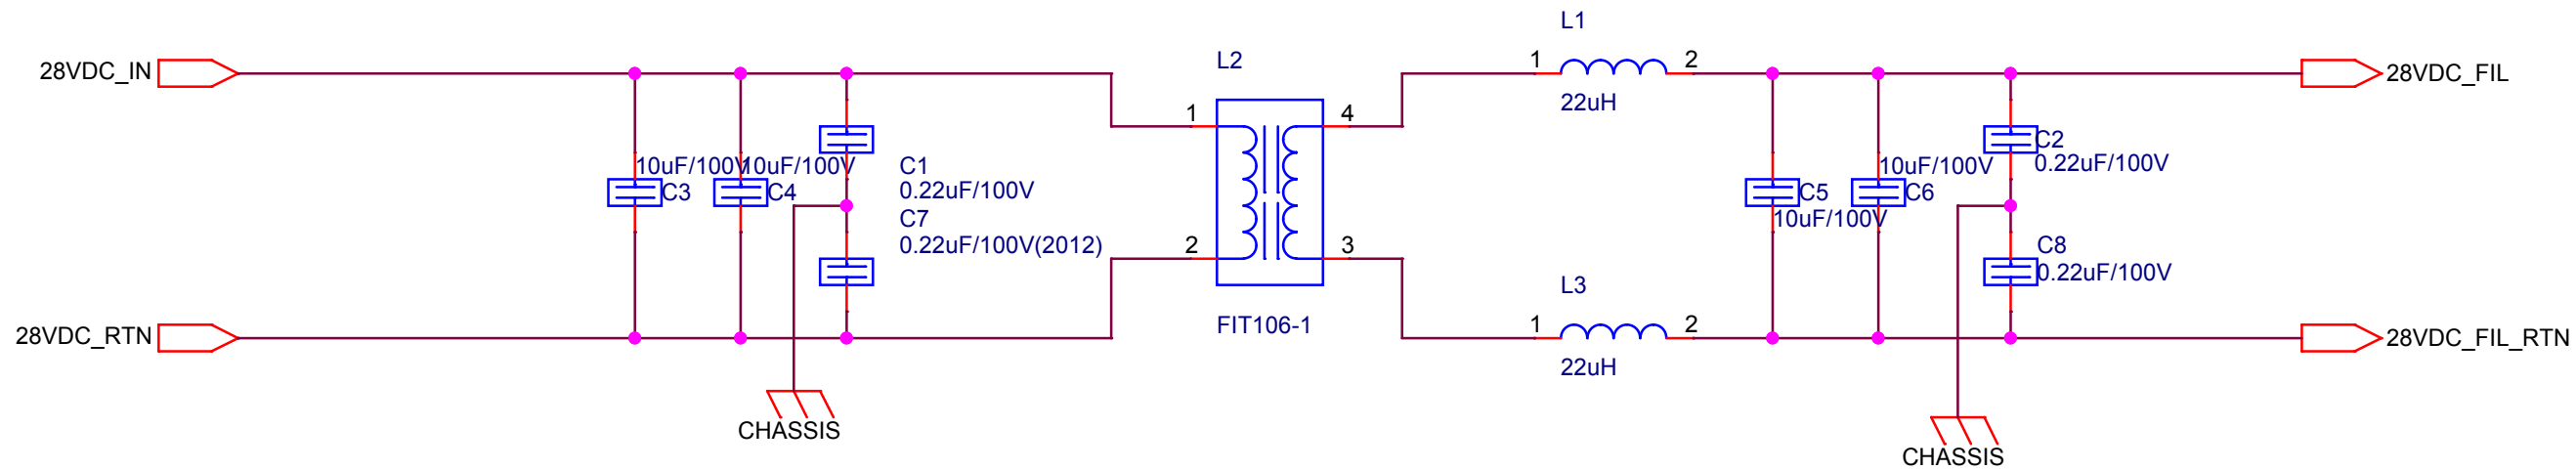 L1
28VDC_IN
L2
1
2
28VDC_FIL
22uH
1
4
10uF/100V
10uF/100V
C1
C3
C4
0.22uF/100V
C7
0.22uF/100V(2012)
10uF/100V
C5
C6
10uF/100V
C2
0.22uF/100V
C8
0.22uF/100V
2
3
L3
28VDC_RTN
FIT106-1
1
2
28VDC_FIL_RTN
22uH
CHASSIS
CHASSIS